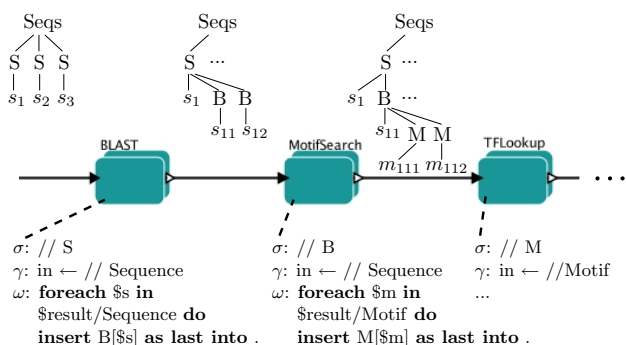 Seqs Seqs Seqs
S S S S ... S ...
s1 s2 s3 s1 B B s1 B ...
s11 s12 s11 M M
m111 m112
BLAST MotifSearch TFLookup
...
σ: // S
γ: in ← // Sequence
ω: foreach $s in
$result/Sequence do
insert B[$s] as last into .
σ: // B
γ: in ← // Sequence
ω: foreach $m in
$result/Motif do
insert M[$m] as last into .
σ: // M
γ: in ← //Motif
...